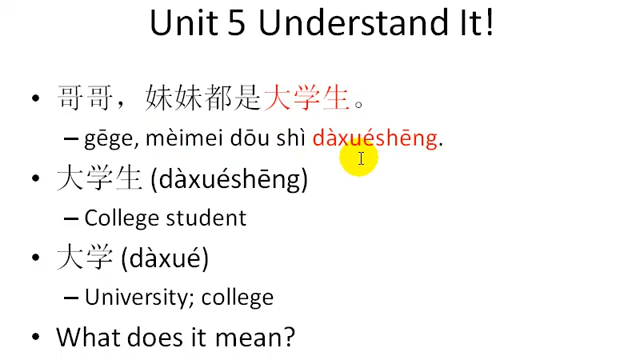 Unit 5 Understand It!
• 哥哥，妹妹都是大学生。
– gēge, mèimei dōu shì dàxuéshēng.
• 大学生 (dàxuéshēng)
– College student
• 大学 (dàxué)
– University; college
• What does it mean?